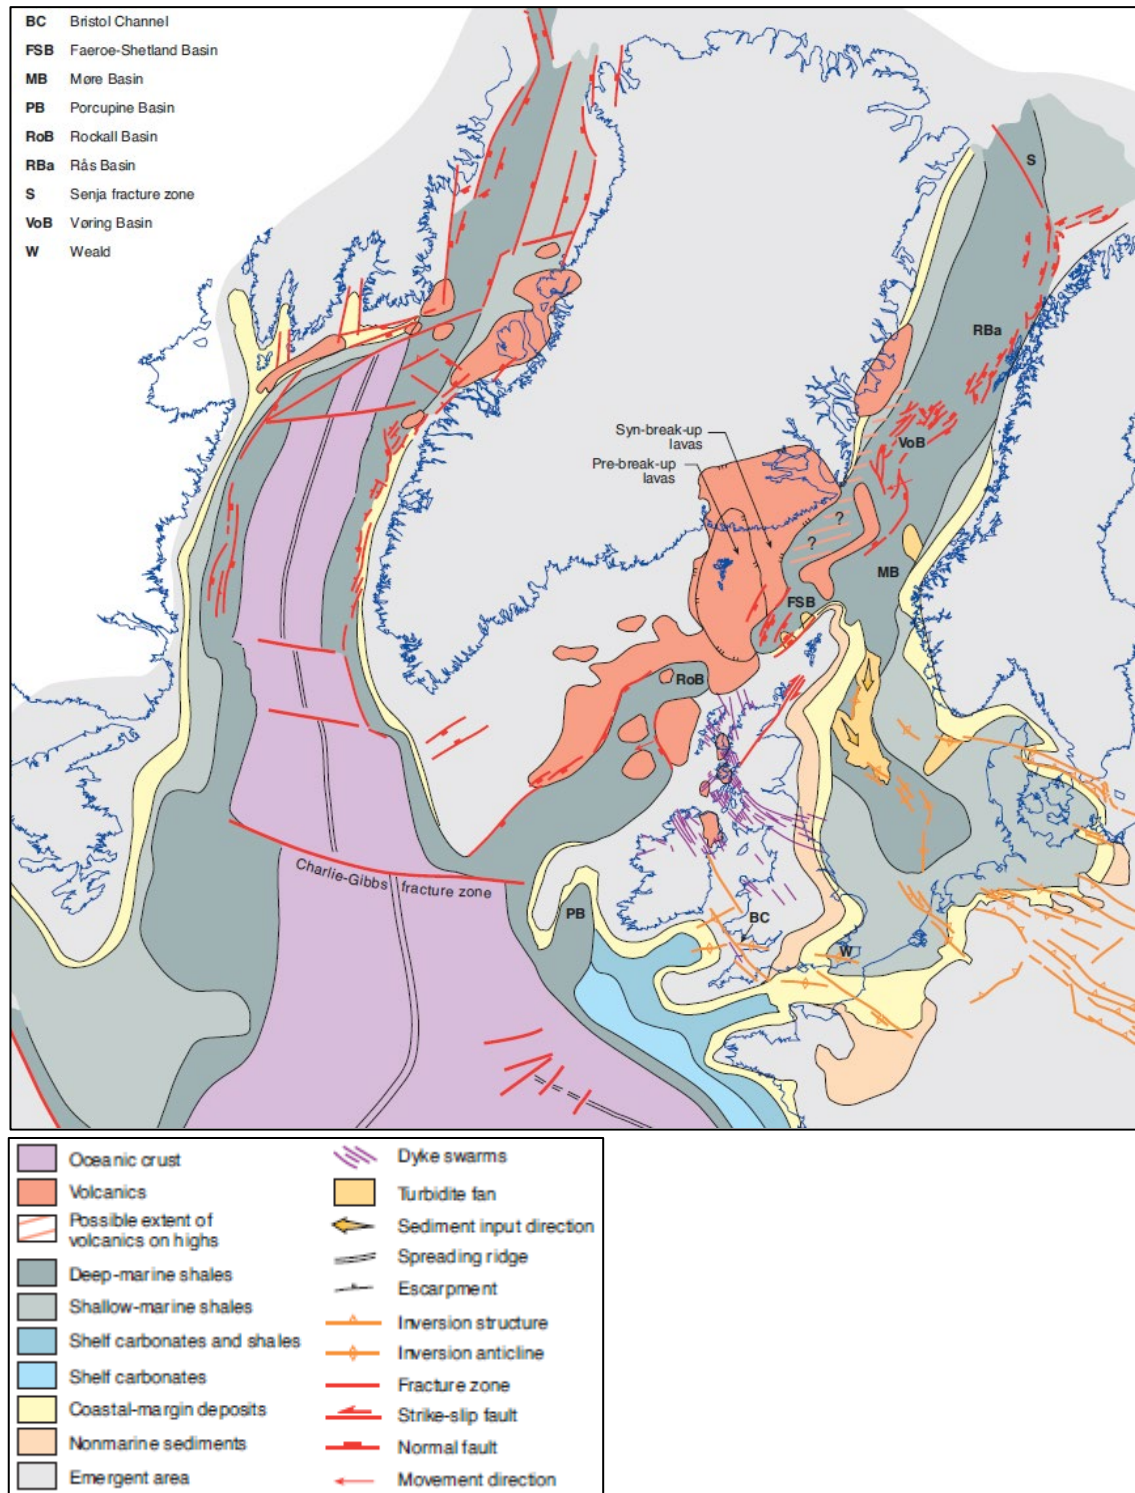 BC Bristol Channel
FSB Faeroe-Shetland Basin
MB Møre Basin
PB Porcupine Basin
RoB Rockall Basin
RBa Rås Basin
S Senja fracture zone
VoB Vøring Basin
W Weald
S
RBa
Syn-break-up
lavas
VoB
Pre-break-up
lavas
?
?
MB
FSB
RoB
Charlie-Gibbs fracture zone
PB
BC
W
Oceanic crust
Volcanics
Possible extent of
volcanics on highs
Deep-marine shales
Shallow-marine shales
Shelf carbonates and shales
Shelf carbonates
Coastal-margin deposits
Nonmarine sediments
Emergent area
Dyke swarms
Turbidite fan
Sediment input direction
Spreading ridge
Escarpment
Inversion structure
Inversion anticline
Fracture zone
Strike-slip fault
Normal fault
Movement direction